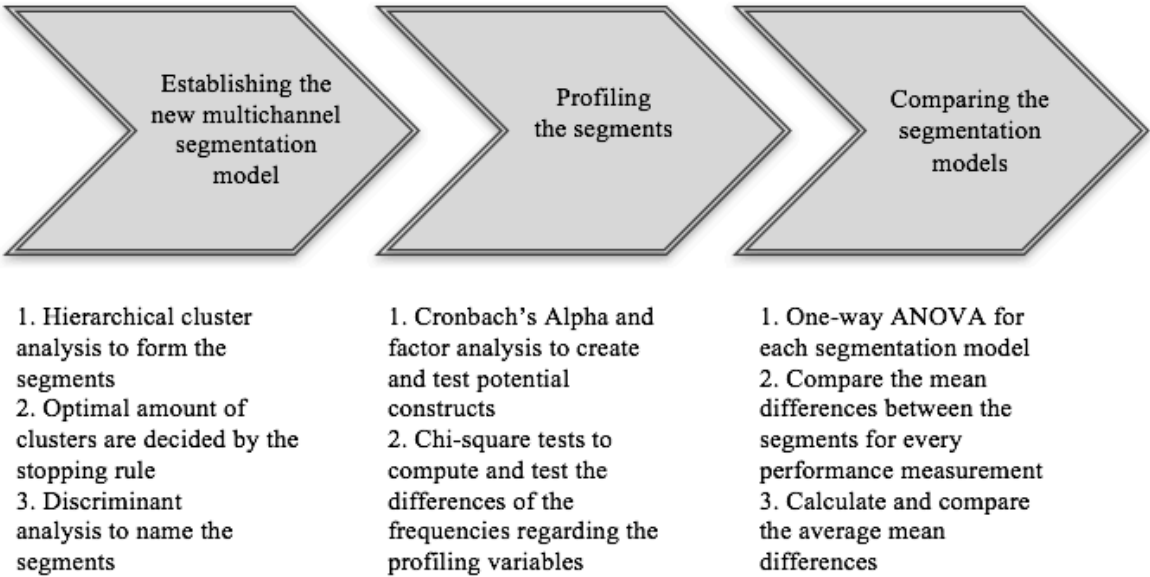 Establishing the
new multichannel
segmentation
model
Profiling
the segments
Comparing the
segmentation
models
1. Hierarchical cluster
analysis to form the
segments
2. Optimal amount of
clusters are decided by the
stopping rule
3. Discriminant
analysis to name the
segments
1. Cronbach’s Alpha and
factor analysis to create
and test potential
constructs
2. Chi-square tests to
compute and test the
differences of the
frequencies regarding the
profiling variables
1. One-way ANOVA for
each segmentation model
2. Compare the mean
differences between the
segments for every
performance measurement
3. Calculate and compare
the average mean
differences